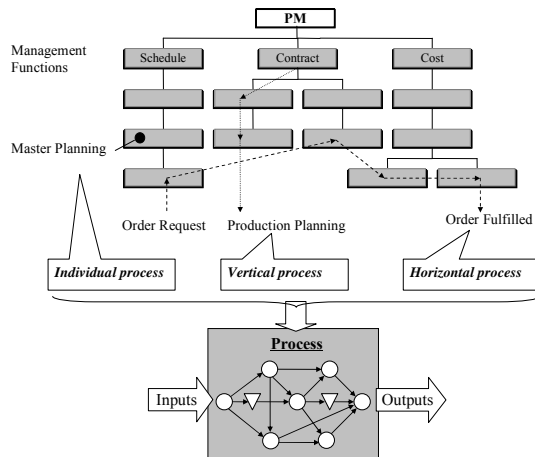 PM
Management
Functions
Schedule
Contract
Cost
Master Planning
Order Request
Production Planning
Order Fulfilled
Individual process
Vertical process
Horizontal process
Process
Inputs
Outputs